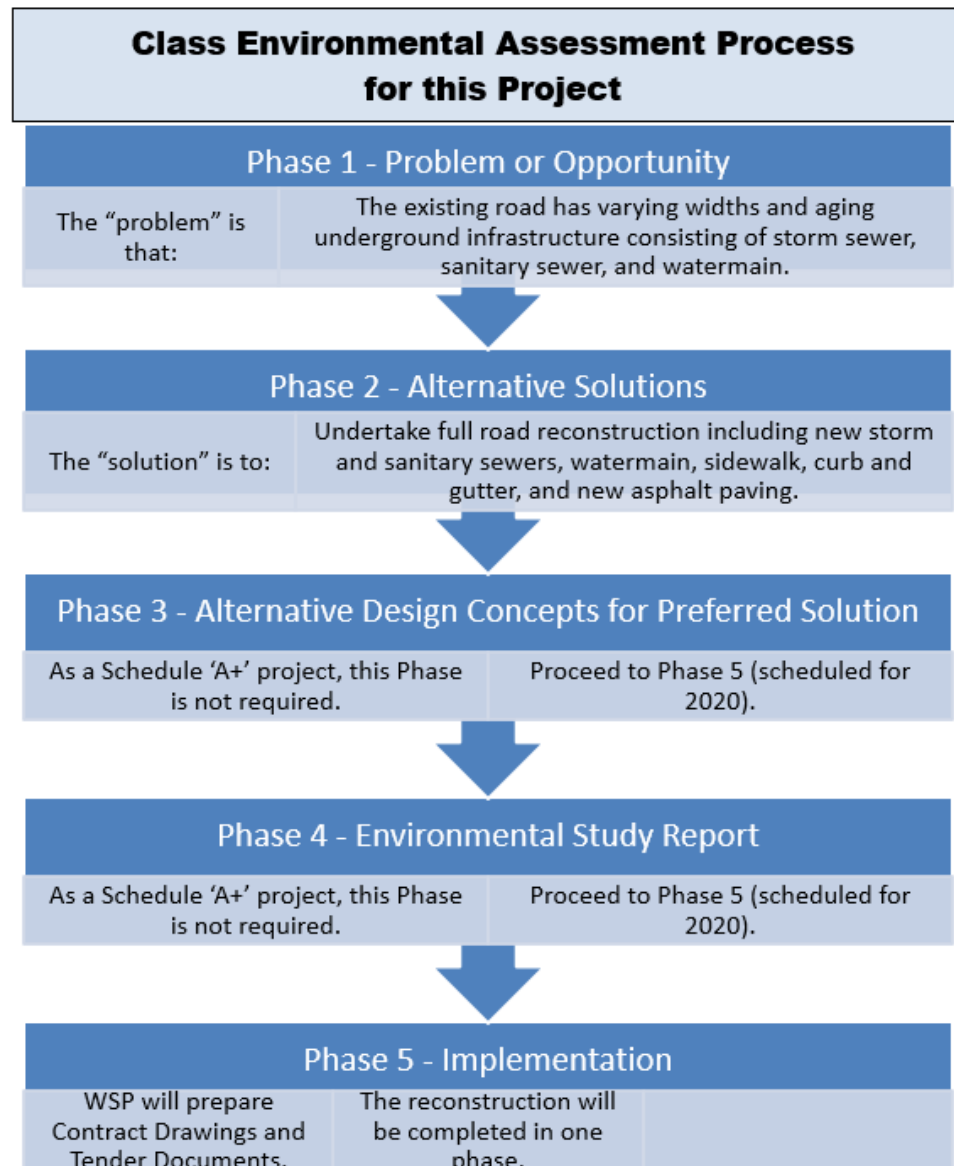 Class Environmental Assessment Process
for this Project
Phase 1 - Problem or Opportunity
The “problem” is
that:
The existing road has varying widths and aging
underground infrastructure consisting of storm sewer,
sanitary sewer, and watermain.
Phase 2 - Alternative Solutions
The “solution” is to:
Undertake full road reconstruction including new storm
and sanitary sewers, watermain, sidewalk, curb and
gutter, and new asphalt paving.
Phase 3 - Alternative Design Concepts for Preferred Solution
As a Schedule ‘A+’ project, this Phase
is not required.
Proceed to Phase 5 (scheduled for
2020).
Phase 4 - Environmental Study Report
As a Schedule ‘A+’ project, this Phase
is not required.
Proceed to Phase 5 (scheduled for
2020).
Phase 5 - Implementation
WSP will prepare
Contract Drawings and
Tender Documents.
The reconstruction will
be completed in one
phase.